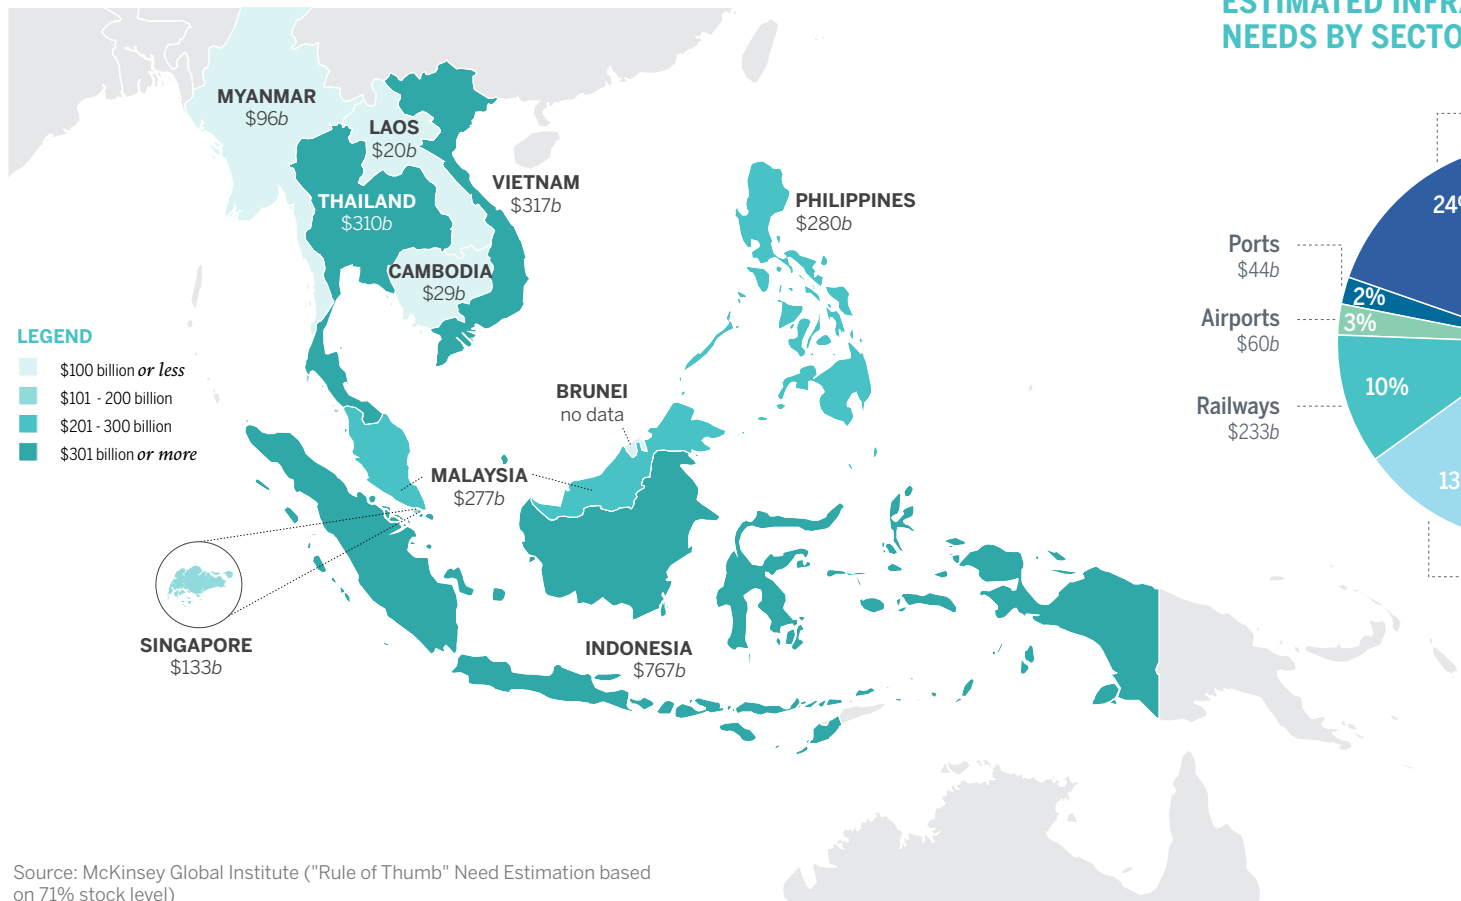 ESTIMATED
NEEDS BY
MYANMAR
$96b
LAOS
$20b
VIETNAM
$317b
THAILAND
$310b
CAMBODIA
$29b
PHILIPPINES
$280b
LEGEND
$100 billion or less
$101 - 200 billion
$201 - 300 billion
$301 billion or more
BRUNEI
no data
MALAYSIA
$277b
SINGAPORE
$133b
INDONESIA
$767b
Ports
$44b
Airports
$60b
Railways
$233b
2%
3%
10%
Source: McKinsey Global Institute ("Rule of Thumb" Need Estimation based
on 71% stock level)